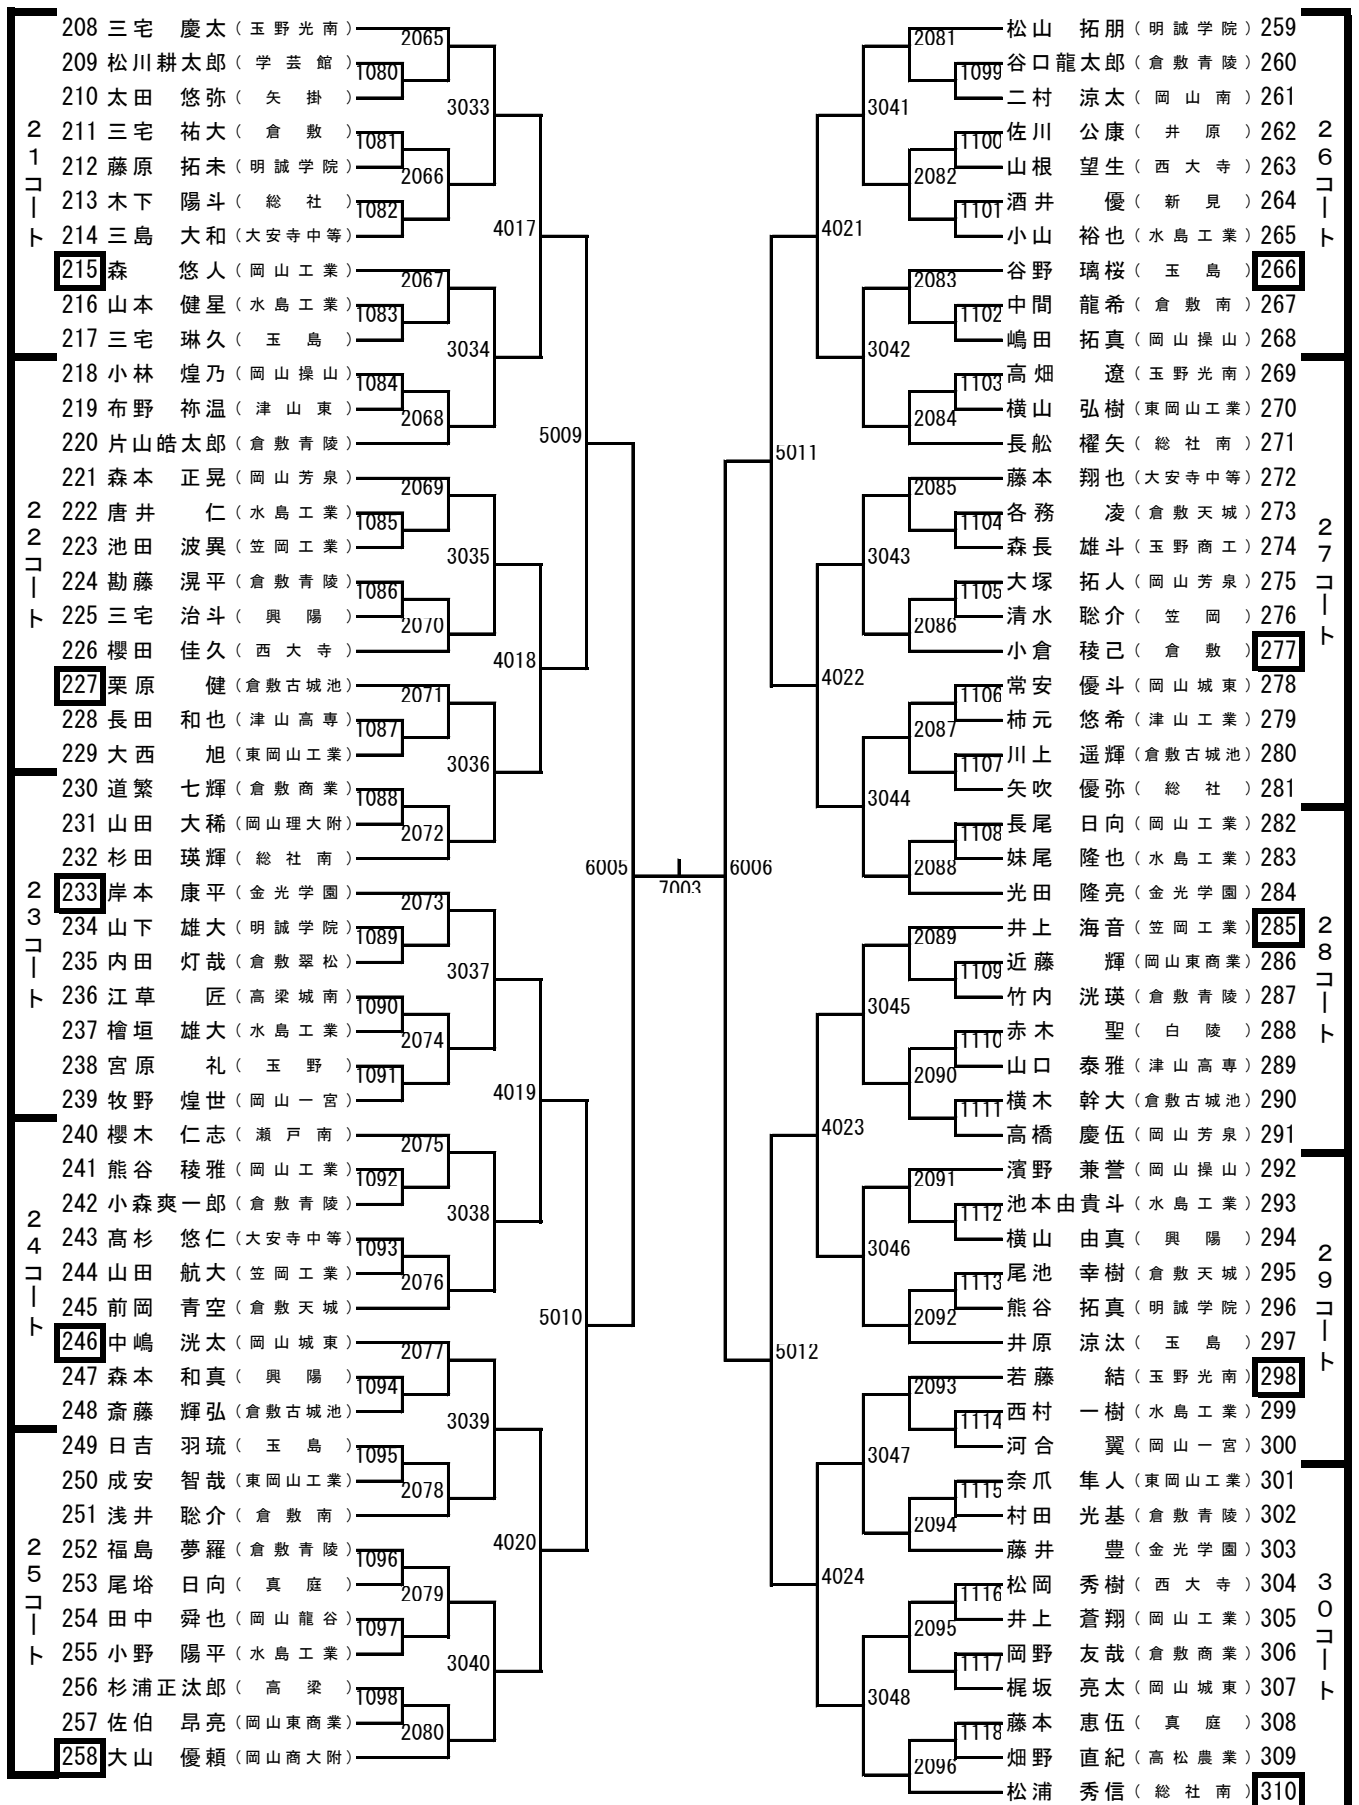 208 三宅 慶太 (玉野光南)
209 松川耕太郎 (学芸館)
210 太田 悠弥 (矢掛)
211 三宅 祐大 (倉敷)
212 藤原 拓未 (明誠学院)
213 木下 陽斗 (総社)
214 三島 大和 (大安寺中等)
215 森 悠人 (岡山工業)
216 山本 健星 (水島工業)
217 三宅 琳久 (玉島)
21コート
218 小林 煌乃 (岡山操山)
219 布野 祢温 (津山東)
220 片山皓太郎 (倉敷青陵)
221 森本 正晃 (岡山芳泉)
222 唐井 仁 (水島工業)
223 池田 波異 (笠岡工業)
224 勘藤 滉平 (倉敷青陵)
225 三宅 治斗 (興陽)
226 櫻田 佳久 (西大寺)
227 栗原 健 (倉敷古城池)
228 長田 和也 (津山高専)
229 大西 旭 (東岡山工業)
22コート
230 道繁 七輝 (倉敷商業)
231 山田 大稀 (岡山理大附)
232 杉田 瑛輝 (総社南)
233 岸本 康平 (金光学園)
234 山下 雄大 (明誠学院)
235 内田 灯哉 (倉敷翠松)
236 江草 匠 (高梁城南)
237 檜垣 雄大 (水島工業)
238 宮原 礼 (玉野)
239 牧野 煌世 (岡山一宮)
23コート
240 櫻木 仁志 (瀬戸南)
241 熊谷 稜雅 (岡山工業)
242 小森爽一郎 (倉敷青陵)
243 髙杉 悠仁 (大安寺中等)
244 山田 航大 (笠岡工業)
245 前岡 青空 (倉敷天城)
246 中嶋 洸太 (岡山城東)
247 森本 和真 (興陽)
248 斎藤 輝弘 (倉敷古城池)
24コート
249 日吉 羽琉 (玉島)
250 成安 智哉 (東岡山工業)
251 浅井 聡介 (倉敷南)
252 福島 夢羅 (倉敷青陵)
253 尾塔 日向 (真庭)
254 田中 舜也 (岡山龍谷)
255 小野 陽平 (水島工業)
256 杉浦正汰郎 (高梁)
257 佐伯 昂亮 (岡山東商業)
258 大山 優頼 (岡山商大附)
25コート
2065
1080
3033
1081
2066
1082
4017
2067
1083
3034
1084
2068
5009
2069
1085
3035
1086
2070
4018
2071
1087
3036
1088
2072
6005
7003
2073
1089
3037
1090
2074
1091
4019
2075
1092
3038
1093
2076
5010
2077
1094
3039
1095
2078
4020
1096
2079
1097
3040
1098
2080
2081
1099
3041
1100
2082
1101
4021
2083
1102
3042
1103
2084
5011
2085
1104
3043
1105
2086
4022
1106
2087
1107
3044
1108
2088
6006
2089
1109
3045
1110
2090
1111
4023
2091
1112
3046
1113
2092
5012
2093
1114
3047
1115
2094
4024
1116
2095
1117
3048
1118
2096
松山 拓朋 (明誠学院) 259
谷口龍太郎 (倉敷青陵) 260
二村 涼太 (岡山南) 261
佐川 公康 (井原) 262
山根 望生 (西大寺) 263
酒井 優 (新見) 264
小山 裕也 (水島工業) 265
谷野 璃桜 (玉島) 266
中間 龍希 (倉敷南) 267
嶋田 拓真 (岡山操山) 268
26コート
高畑 遼 (玉野光南) 269
横山 弘樹 (東岡山工業) 270
長舩 櫂矢 (総社南) 271
藤本 翔也 (大安寺中等) 272
各務 凌 (倉敷天城) 273
森長 雄斗 (玉野商工) 274
大塚 拓人 (岡山芳泉) 275
清水 聡介 (笠岡) 276
小倉 稜己 (倉敷) 277
常安 優斗 (岡山城東) 278
柿元 悠希 (津山工業) 279
川上 遥輝 (倉敷古城池) 280
矢吹 優弥 (総社) 281
27コート
長尾 日向 (岡山工業) 282
妹尾 隆也 (水島工業) 283
光田 隆亮 (金光学園) 284
井上 海音 (笠岡工業) 285
近藤 輝 (岡山東商業) 286
竹内 洸瑛 (倉敷青陵) 287
赤木 聖 (白陵) 288
山口 泰雅 (津山高専) 289
横木 幹大 (倉敷古城池) 290
高橋 慶伍 (岡山芳泉) 291
28コート
濱野 兼誉 (岡山操山) 292
池本由貴斗 (水島工業) 293
横山 由真 (興陽) 294
尾池 幸樹 (倉敷天城) 295
熊谷 拓真 (明誠学院) 296
井原 涼汰 (玉島) 297
若藤 結 (玉野光南) 298
西村 一樹 (水島工業) 299
河合 翼 (岡山一宮) 300
29コート
奈爪 隼人 (東岡山工業) 301
村田 光基 (倉敷青陵) 302
藤井 豊 (金光学園) 303
松岡 秀樹 (西大寺) 304
井上 蒼翔 (岡山工業) 305
岡野 友哉 (倉敷商業) 306
梶坂 亮太 (岡山城東) 307
藤本 恵伍 (真庭) 308
畑野 直紀 (高松農業) 309
松浦 秀信 (総社南) 310
30コート